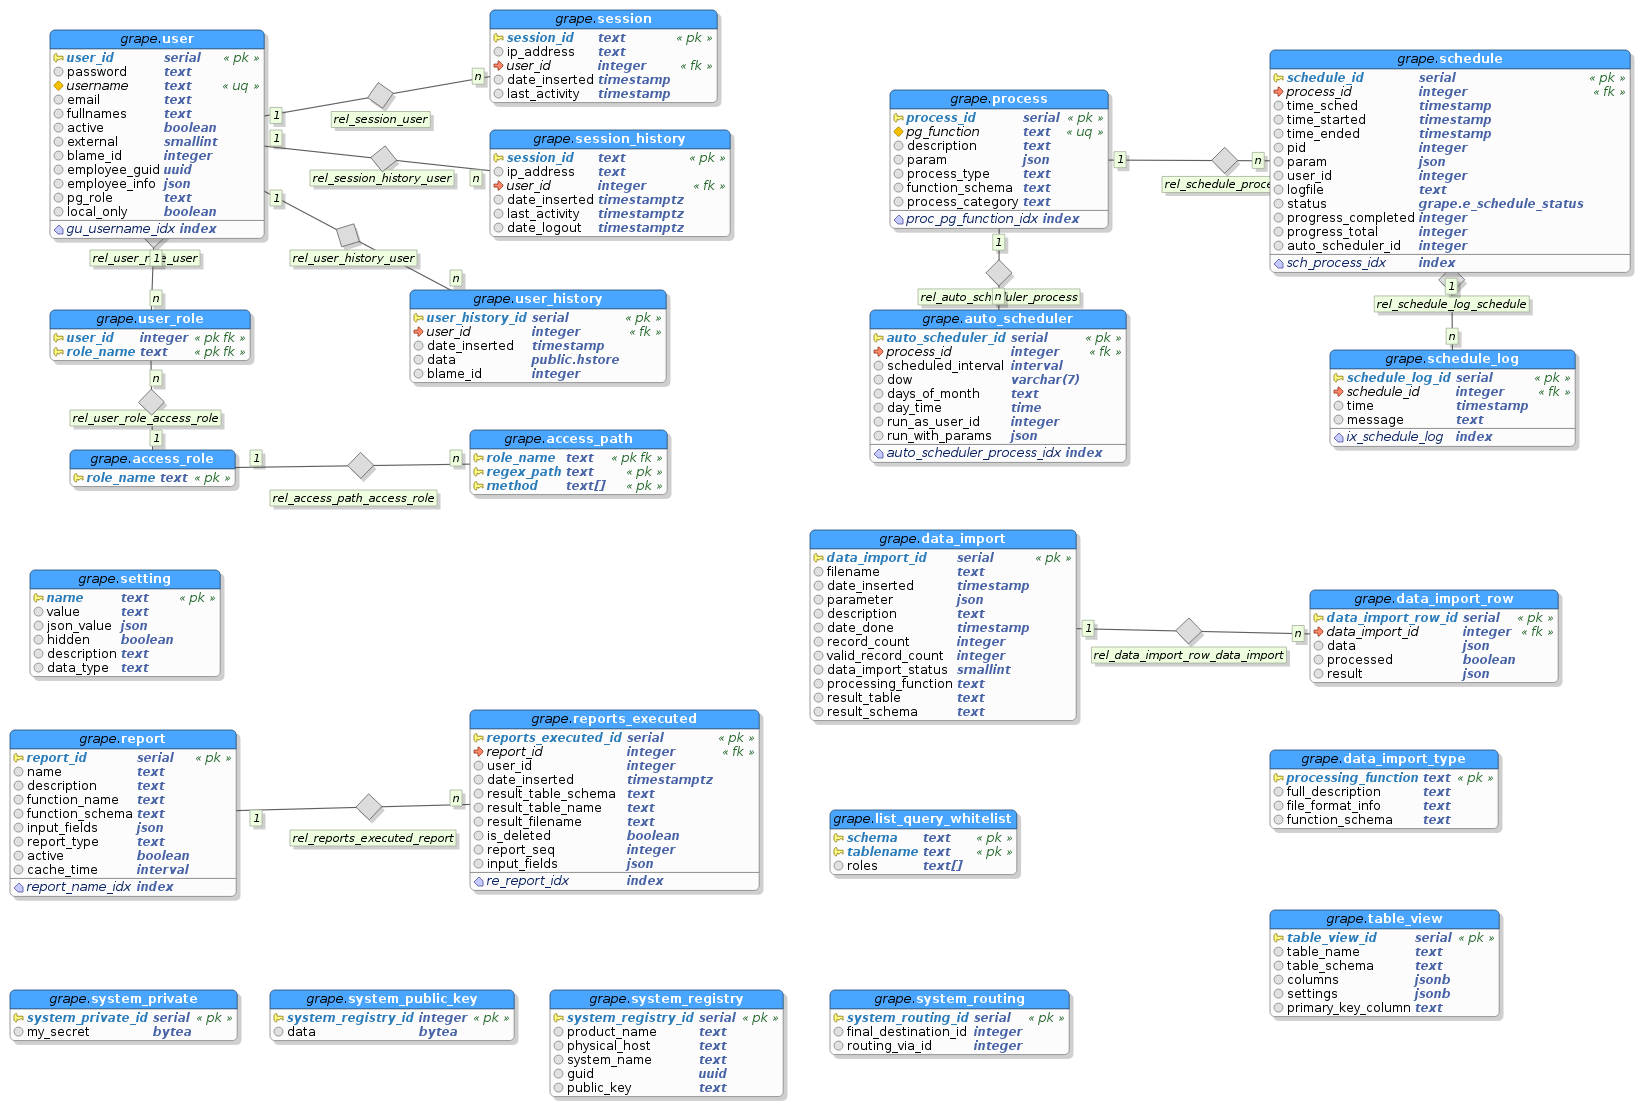 grape.user
user_id serial « pk »
password text
username text « uq »
email text
fullnames text
active boolean
external smallint
blame_id integer
employee_guid uuid
employee_info json
pg_role text
local_only boolean
gu_username_idx index
grape.session
session_id text « pk »
ip_address text
user_id integer « fk »
date_inserted timestamp
last_activity timestamp
1
n
rel_session_user
grape.session_history
session_id text « pk »
ip_address text
user_id integer « fk »
date_inserted timestamptz
last_activity timestamptz
date_logout timestamptz
1
n
rel_session_history_user
1
n
rel_user_history_user
grape.user_history
user_history_id serial « pk »
user_id integer « fk »
date_inserted timestamp
data public.hstore
blame_id integer
1
n
grape.user_role
user_id integer « pk fk »
role_name text « pk fk »
n
rel_user_role_access_role
1
grape.access_role
role_name text « pk »
1
n
rel_access_path_access_role
grape.access_path
role_name text « pk fk »
regex_path text « pk »
method text[] « pk »
grape.process
process_id serial « pk »
pg_function text « uq »
description text
param json
process_type text
function_schema text
process_category text
proc_pg_function_idx index
1
n
grape.schedule
schedule_id serial « pk »
process_id integer « fk »
time_sched timestamp
time_started timestamp
time_ended timestamp
pid integer
param json
user_id integer
logfile text
status grape.e_schedule_status
progress_completed integer
progress_total integer
auto_scheduler_id integer
sch_process_idx index
1
n
grape.auto_scheduler
auto_scheduler_id serial « pk »
process_id integer « fk »
scheduled_interval interval
dow varchar(7)
days_of_month text
day_time time
run_as_user_id integer
run_with_params json
auto_scheduler_process_idx index
1
rel_schedule_log_schedule
n
grape.schedule_log
schedule_log_id serial « pk »
schedule_id integer « fk »
time timestamp
message text
ix_schedule_log index
grape.setting
name text « pk »
value text
json_value json
hidden boolean
description text
data_type text
grape.data_import
data_import_id serial « pk »
filename text
date_inserted timestamp
parameter json
description text
date_done timestamp
record_count integer
valid_record_count integer
data_import_status smallint
processing_function text
result_table text
result_schema text
1
n
rel_data_import_row_data_import
grape.data_import_row
data_import_row_id serial « pk »
data_import_id integer « fk »
data json
processed boolean
result json
grape.report
report_id serial « pk »
name text
description text
function_name text
function_schema text
input_fields json
report_type text
active boolean
cache_time interval
report_name_idx index
1
n
rel_reports_executed_report
grape.reports_executed
reports_executed_id serial « pk »
report_id integer « fk »
user_id integer
date_inserted timestamptz
result_table_schema text
result_table_name text
result_filename text
is_deleted boolean
report_seq integer
input_fields json
re_report_idx index
grape.list_query_whitelist
schema text « pk »
tablename text « pk »
roles text[]
grape.data_import_type
processing_function text « pk »
full_description text
file_format_info text
function_schema text
grape.table_view
table_view_id serial « pk »
table_name text
table_schema text
columns jsonb
settings jsonb
primary_key_column text
grape.system_private
system_private_id serial « pk »
my_secret bytea
grape.system_public_key
system_registry_id integer « pk »
data bytea
grape.system_registry
system_registry_id serial « pk »
product_name text
physical_host text
system_name text
guid uuid
public_key text
grape.system_routing
system_routing_id serial « pk »
final_destination_id integer
routing_via_id integer